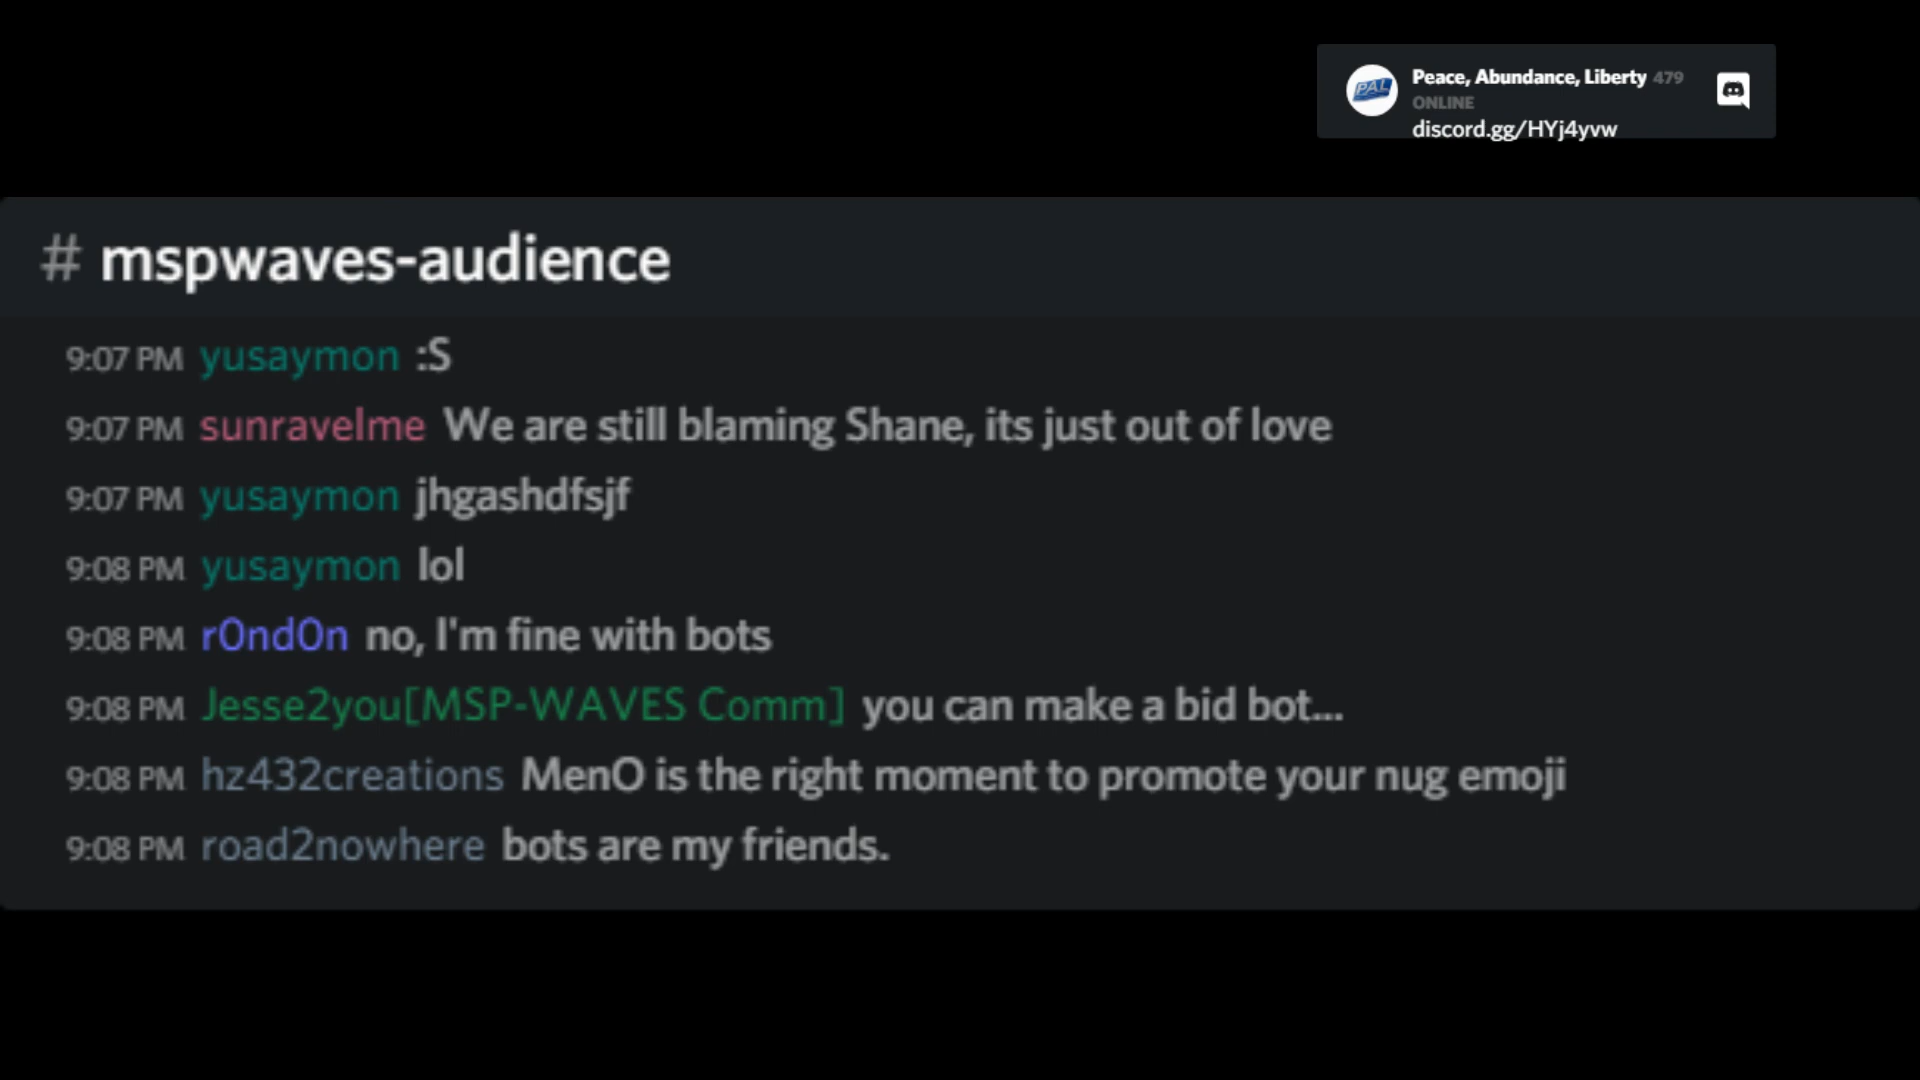 PAL
Peace, Abundance, Liberty 479
ONLINE
discord.gg/HYj4yvw
# mspwaves-audience
9:07 PM yusaymon :S
9:07 PM sunravelme We are still blaming Shane, its just out of love
9:07 PM yusaymon jhgashdfsjf
9:08 PM yusaymon lol
9:08 PM r0nd0n no, I'm fine with bots
9:08 PM Jesse2you[MSP-WAVES Comm] you can make a bid bot...
9:08 PM hz432creations MenO is the right moment to promote your nug emoji
9:08 PM road2nowhere bots are my friends.